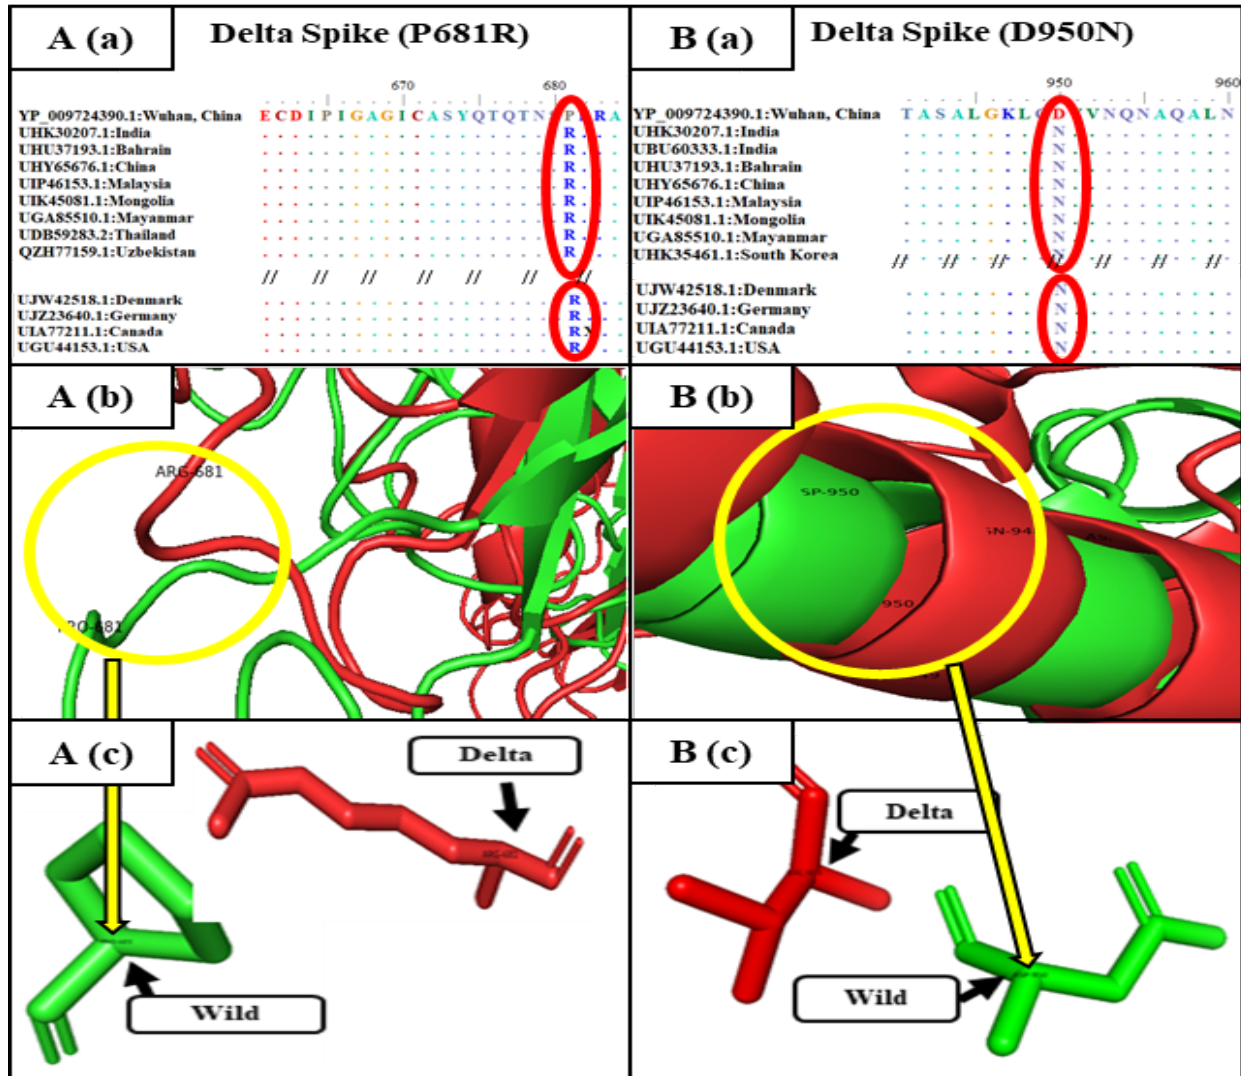 A (a)
Delta Spike (P681R)
670
680
YP_009724390.1:Wuhan, China E C D I P I G A G I C A S Y Q T Q T N P R A
UHK30207.1:India R
UHU37193.1:Bahrain R
UHY65676.1:China R
UIP46153.1:Malaysia R
UIK45081.1:Mongolia R
UGA85510.1:Mayanmar R
UDB59283.2:Thailand R
QZH77159.1:Uzbekistan R
// // // // // // //
UJW42518.1:Denmark R
UJZ23640.1:Germany R
UIA77211.1:Canada R
UGU44153.1:USA R
B (a)
Delta Spike (D950N)
950
960
YP_009724390.1:Wuhan, China T A S A L G K L D V N Q N A Q A L N
UHK30207.1:India N
UBU60333.1:India N
UHU37193.1:Bahrain N
UHY65676.1:China N
UIP46153.1:Malaysia N
UIK45081.1:Mongolia N
UGA85510.1:Mayanmar N
UHK35461.1:South Korea N
// // // // // // //
UJW42518.1:Denmark N
UJZ23640.1:Germany N
UIA77211.1:Canada N
UGU44153.1:USA N
A (b)
ARG-681
PRO-681
B (b)
SP-950
950
A (c)
Delta
Wild
B (c)
Delta
Wild